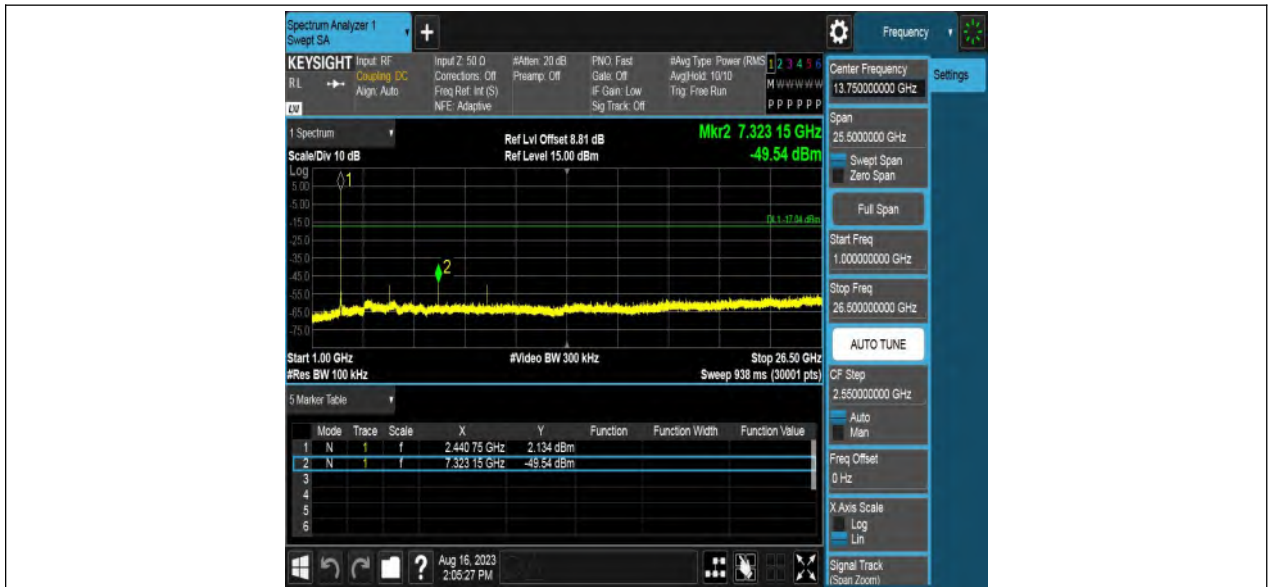 Spectrum Analyzer 1
Swept SA
+
Frequency
KEYSIGHT
RL
LXI
Input: RF
Coupling: DC
Align: Auto
Input Z: 50 Ω
Corrections: Off
Freq Ref: Int (S)
NFE: Adaptive
#Atten: 20 dB
Preamp: Off
PNO: Fast
Gate: Off
IF Gain: Low
Sig Track: Off
#Avg Type: Power (RMS
Avg|Hold: 10/10
Trig: Free Run
1 2 3 4 5 6
M W W W W W
P P P P P P
Center Frequency
13.750000000 GHz
Settings
1 Spectrum
Scale/Div 10 dB
Ref Lvl Offset 8.81 dB
Ref Level 15.00 dBm
Mkr2 7.323 15 GHz
-49.54 dBm
Log
5.00
-5.00
-15.0
-25.0
-35.0
-45.0
-55.0
-65.0
-75.0
1
2
DL1 -17.04 dBm
Start 1.00 GHz
#Res BW 100 kHz
#Video BW 300 kHz
Stop 26.50 GHz
Sweep 938 ms (30001 pts)
Span
25.5000000 GHz
Swept Span
Zero Span
Full Span
Start Freq
1.000000000 GHz
Stop Freq
26.500000000 GHz
AUTO TUNE
CF Step
2.550000000 GHz
Auto
Man
Freq Offset
0 Hz
X Axis Scale
Log
Lin
Signal Track
(Span Zoom)
5 Marker Table
Mode Trace Scale X Y Function Function Width Function Value
1 N 1 f 2.440 75 GHz 2.134 dBm
2 N 1 f 7.323 15 GHz -49.54 dBm
3
4
5
6
?
Aug 16, 2023
2:05:27 PM